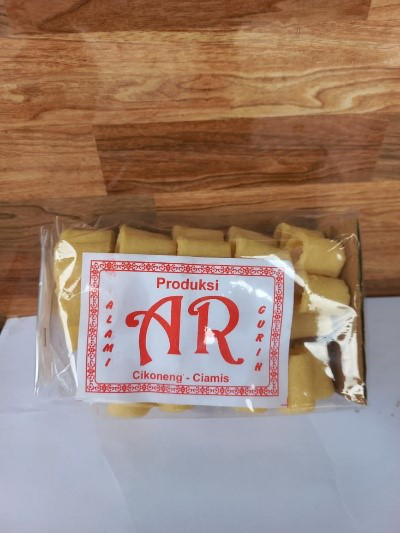 Produksi
ALAMI
AR
GURIH
Cikoneng - Ciamis